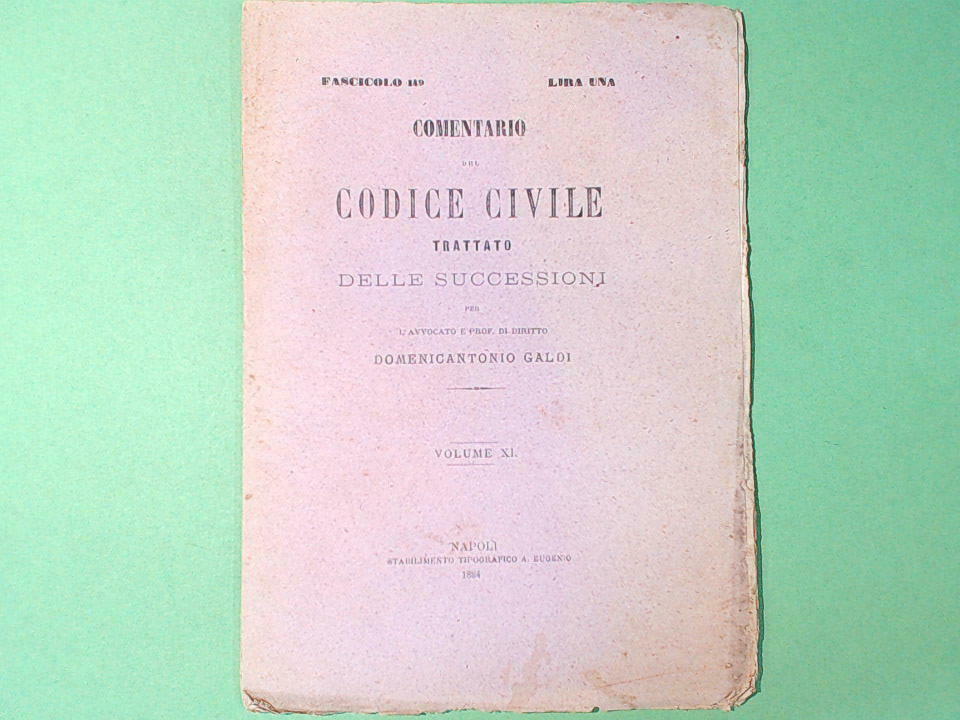 FASCICOLO 149 LIRA UNA
COMENTARIO
DEL
CODICE CIVILE
TRATTATO
DELLE SUCCESSIONI
PER
L'AVVOCATO E PROF. DI DIRITTO
DOMENICANTONIO GALDI
VOLUME XI.
NAPOLI
STABILIMENTO TIPOGRAFICO A. EUGENIO
1884